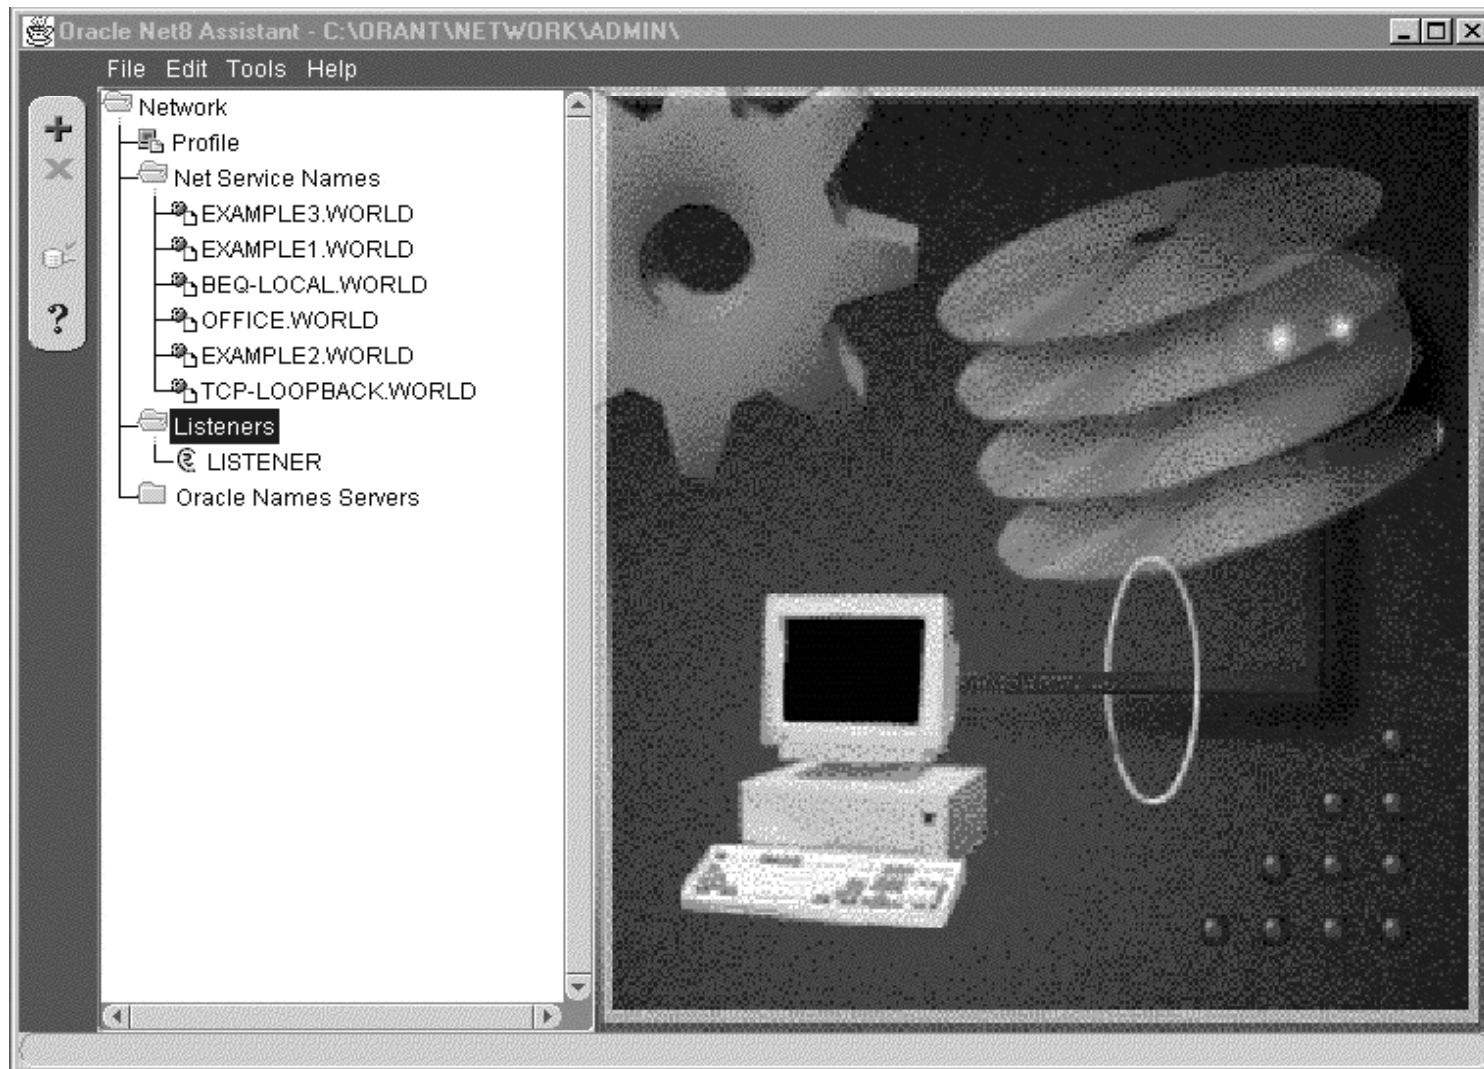 Oracle Net8 Assistant - C:\ORANT\NETWORK\ADMIN\
File Edit Tools Help
Network
Profile
Net Service Names
EXAMPLE3.WORLD
EXAMPLE1.WORLD
BEQ-LOCAL.WORLD
OFFICE.WORLD
EXAMPLE2.WORLD
TCP-LOOPBACK.WORLD
Listeners
LISTENER
Oracle Names Servers